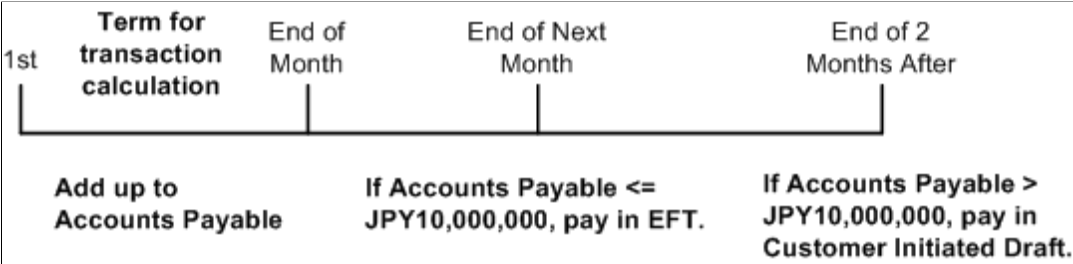 1st
Term for
transaction
calculation
End of
Month
End of Next
Month
End of 2
Months After
Add up to
Accounts Payable
If Accounts Payable <=
JPY10,000,000, pay in EFT.
If Accounts Payable >
JPY10,000,000, pay in
Customer Initiated Draft.